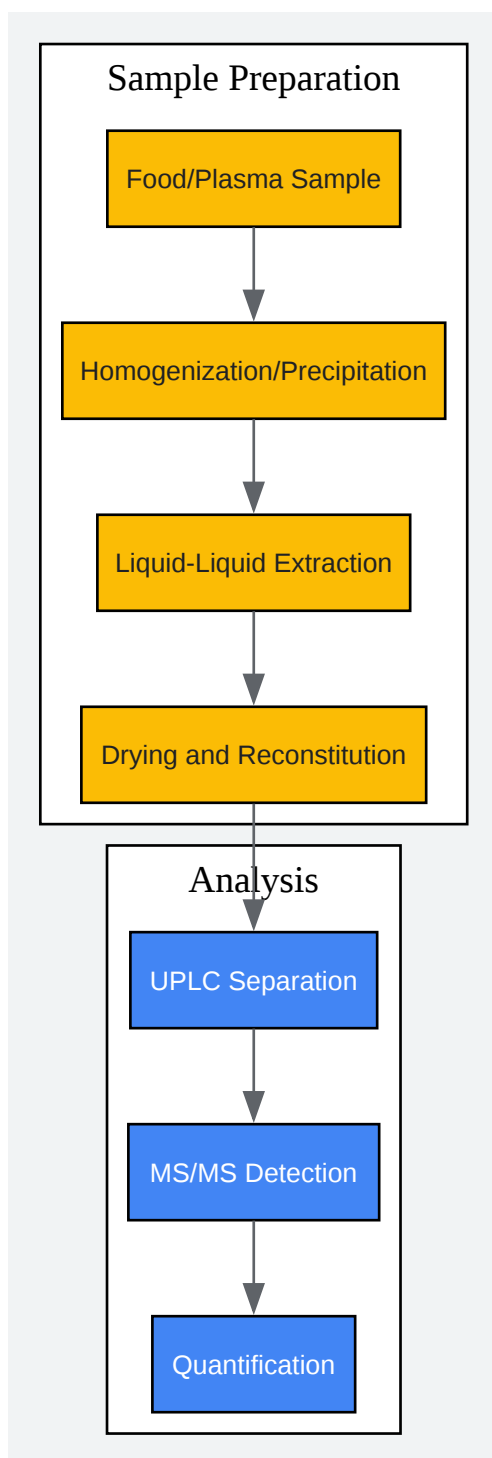 Sample Preparation
Food/Plasma Sample
Homogenization/Precipitation
Liquid-Liquid Extraction
Drying and Reconstitution
Analysis
UPLC Separation
MS/MS Detection
Quantification